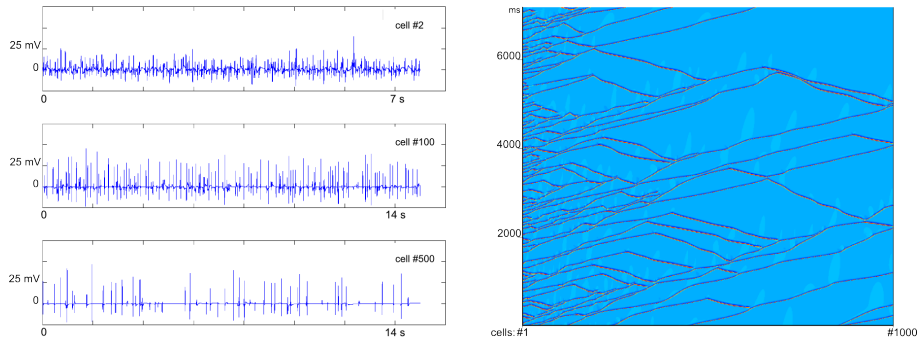 cell #2
25 mV
0
0 7 s
cell #100
25 mV
0
0 14 s
cell #500
25 mV
0
0 14 s
ms
6000
4000
2000
cells: #1 #1000